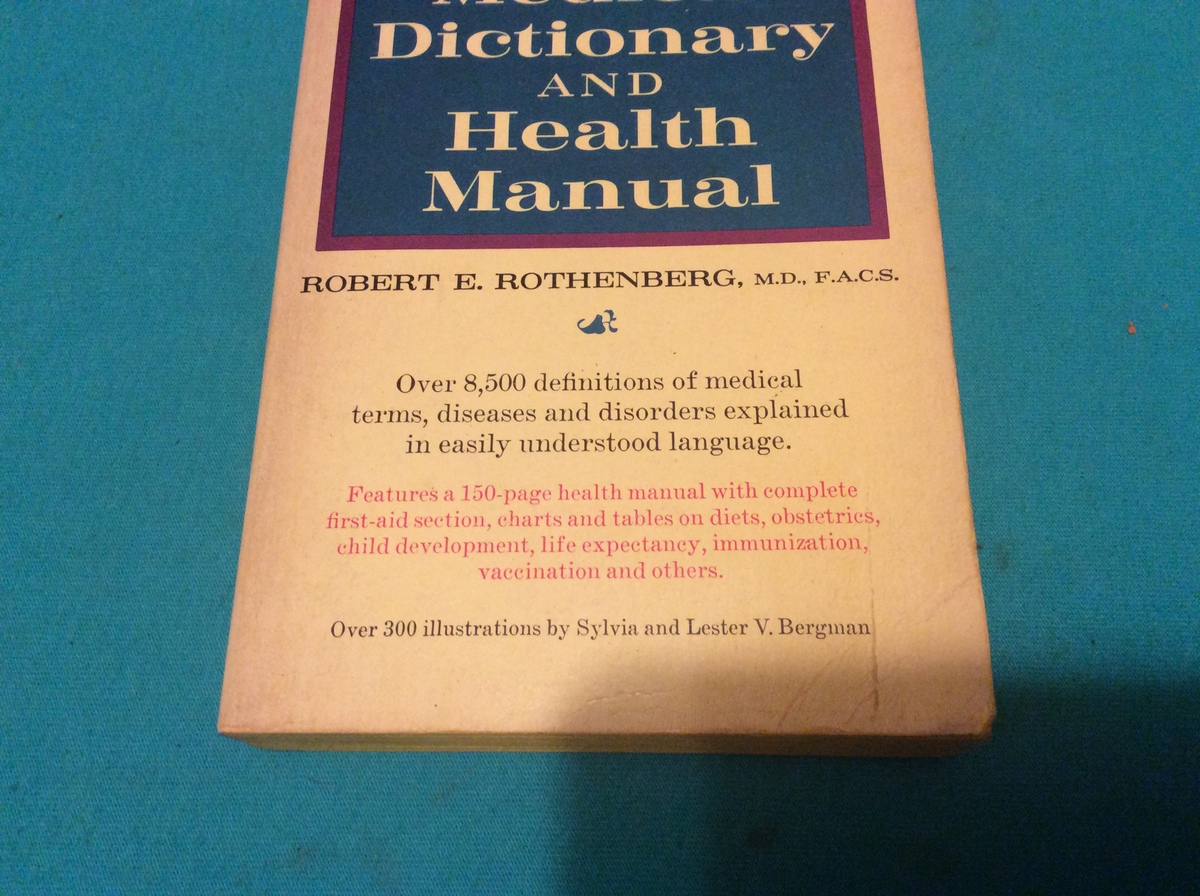 Medical
Dictionary
AND
Health
Manual
ROBERT E. ROTHENBERG, M.D., F.A.C.S.
Over 8,500 definitions of medical
terms, diseases and disorders explained
in easily understood language.
Features a 150-page health manual with complete
first-aid section, charts and tables on diets, obstetrics,
child development, life expectancy, immunization,
vaccination and others.
Over 300 illustrations by Sylvia and Lester V. Bergman